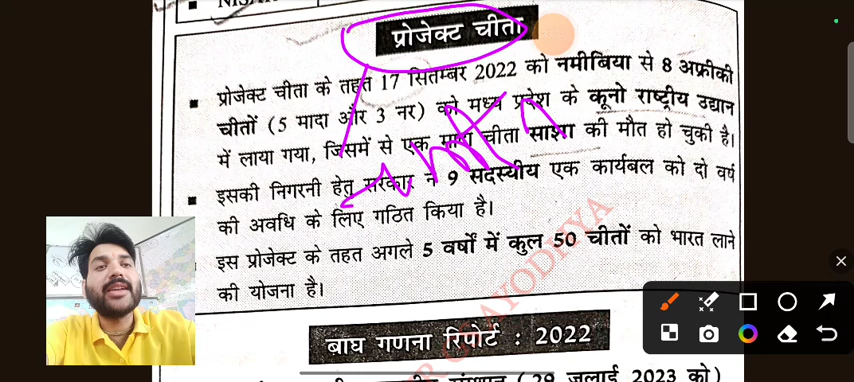 NISAR
प्रोजेक्ट चीता
प्रोजेक्ट चीता के तहत 17 सितम्बर 2022 को नमीबिया से 8 अफ्रीकी
चीतों (5 मादा और 3 नर) को मध्य प्रदेश के कूनो राष्ट्रीय उद्यान
में लाया गया, जिसमें से एक मादा चीता साशा की मौत हो चुकी है।
इसकी निगरनी हेतु सरकार ने 9 सदस्यीय एक कार्यबल को दो वर्ष
की अवधि के लिए गठित किया है।
इस प्रोजेक्ट के तहत अगले 5 वर्षों में कुल 50 चीतों को भारत लाने
की योजना है।
बाघ गणना रिपोर्ट : 2022
(29 जुलाई 2023 को)